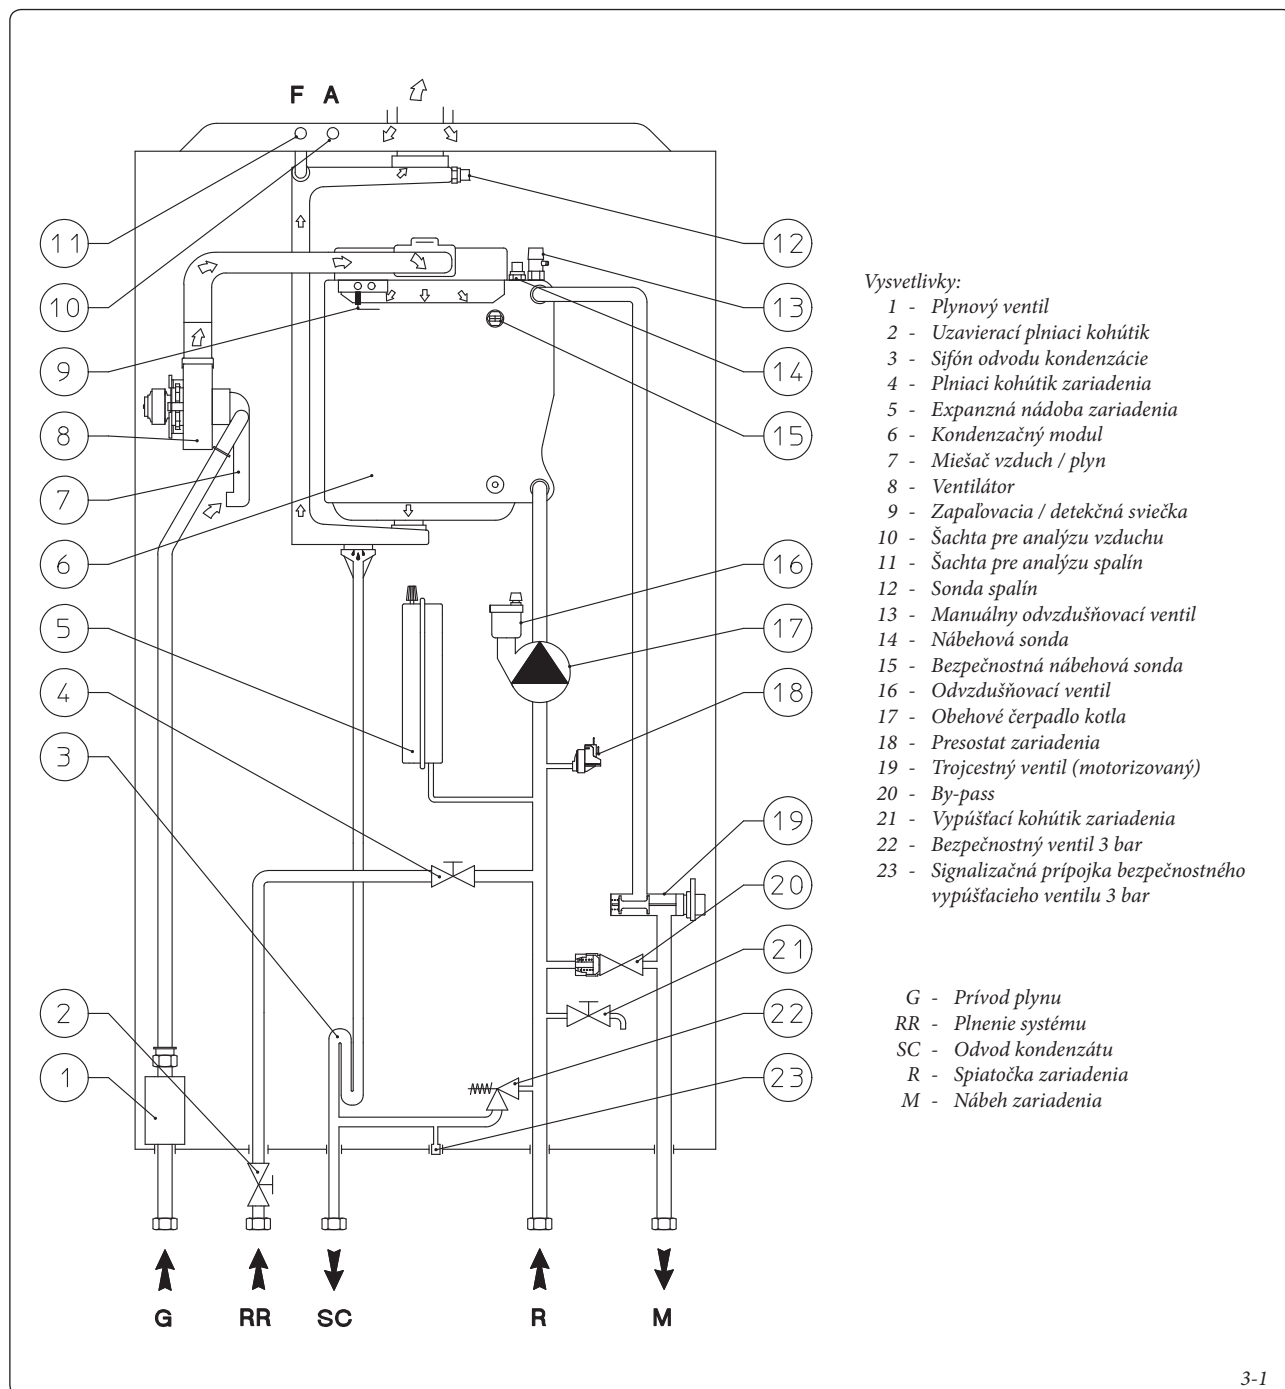 F A
11
10
9
8
7
6
5
4
3
2
1
12
13
14
15
16
17
18
19
20
21
22
23
G RR SC R M
Vysvetlivky:
1 - Plynový ventil
2 - Uzavierací plniaci kohútik
3 - Sifón odvodu kondenzácie
4 - Plniaci kohútik zariadenia
5 - Expanzná nádoba zariadenia
6 - Kondenzačný modul
7 - Miešač vzduch / plyn
8 - Ventilátor
9 - Zapaľovacia / detekčná sviečka
10 - Šachta pre analýzu vzduchu
11 - Šachta pre analýzu spalín
12 - Sonda spalín
13 - Manuálny odvzdušňovací ventil
14 - Nábehová sonda
15 - Bezpečnostná nábehová sonda
16 - Odvzdušňovací ventil
17 - Obehové čerpadlo kotla
18 - Presostat zariadenia
19 - Trojcestný ventil (motorizovaný)
20 - By-pass
21 - Vypúšťací kohútik zariadenia
22 - Bezpečnostný ventil 3 bar
23 - Signalizačná prípojka bezpečnostného
vypúšťacieho ventilu 3 bar
G - Prívod plynu
RR - Plnenie systému
SC - Odvod kondenzátu
R - Spiatočka zariadenia
M - Nábeh zariadenia
3-1